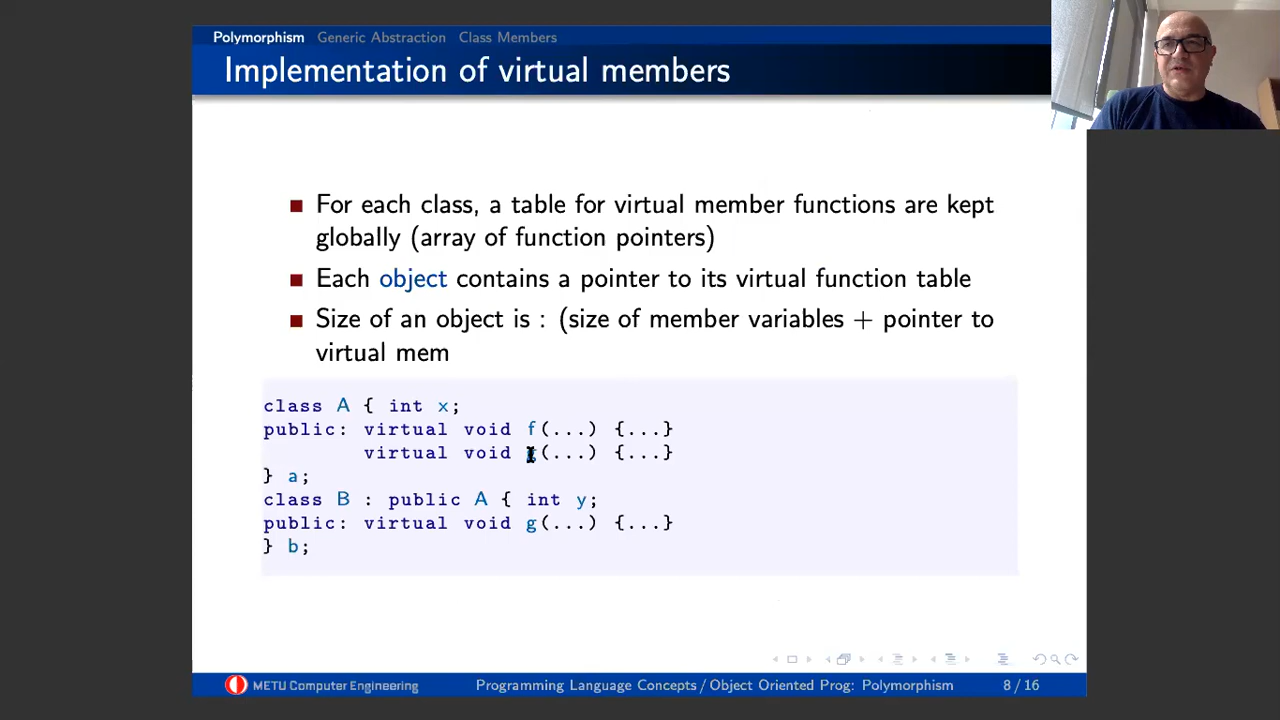 Polymorphism Generic Abstraction Class Members
Implementation of virtual members
For each class, a table for virtual member functions are kept
globally (array of function pointers)
Each object contains a pointer to its virtual function table
Size of an object is : (size of member variables + pointer to
virtual mem
class A { int x;
public: virtual void f(...) {...}
virtual void g(...) {...}
} a;
class B : public A { int y;
public: virtual void g(...) {...}
} b;
METU Computer Engineering Programming Language Concepts/Object Oriented Prog: Polymorphism 8 / 16